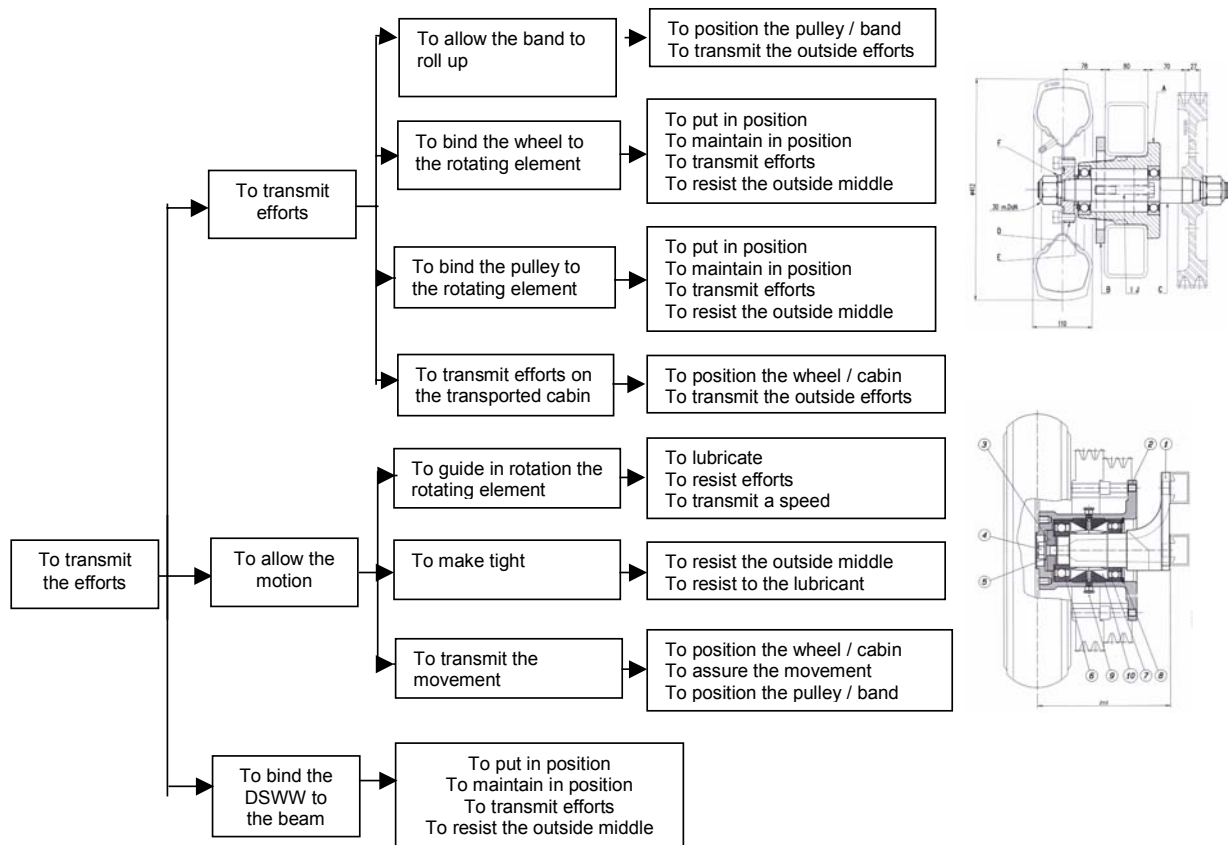 To allow the band to
roll up
To position the pulley / band
To transmit the outside efforts
To bind the wheel to
the rotating element
To put in position
To maintain in position
To transmit efforts
To resist the outside middle
To transmit
efforts
To bind the pulley to
the rotating element
To put in position
To maintain in position
To transmit efforts
To resist the outside middle
To transmit efforts on
the transported cabin
To position the wheel / cabin
To transmit the outside efforts
To guide in rotation the
rotating element
To lubricate
To resist efforts
To transmit a speed
To transmit
the efforts
To allow the
motion
To make tight
To resist the outside middle
To resist to the lubricant
To transmit the
movement
To position the wheel / cabin
To assure the movement
To position the pulley / band
To bind the
DSWW to
the beam
To put in position
To maintain in position
To transmit efforts
To resist the outside middle
78 80 70 27
A
F
D
E
B I J C
110
3 2 1
4
5
6 9 10 7 8